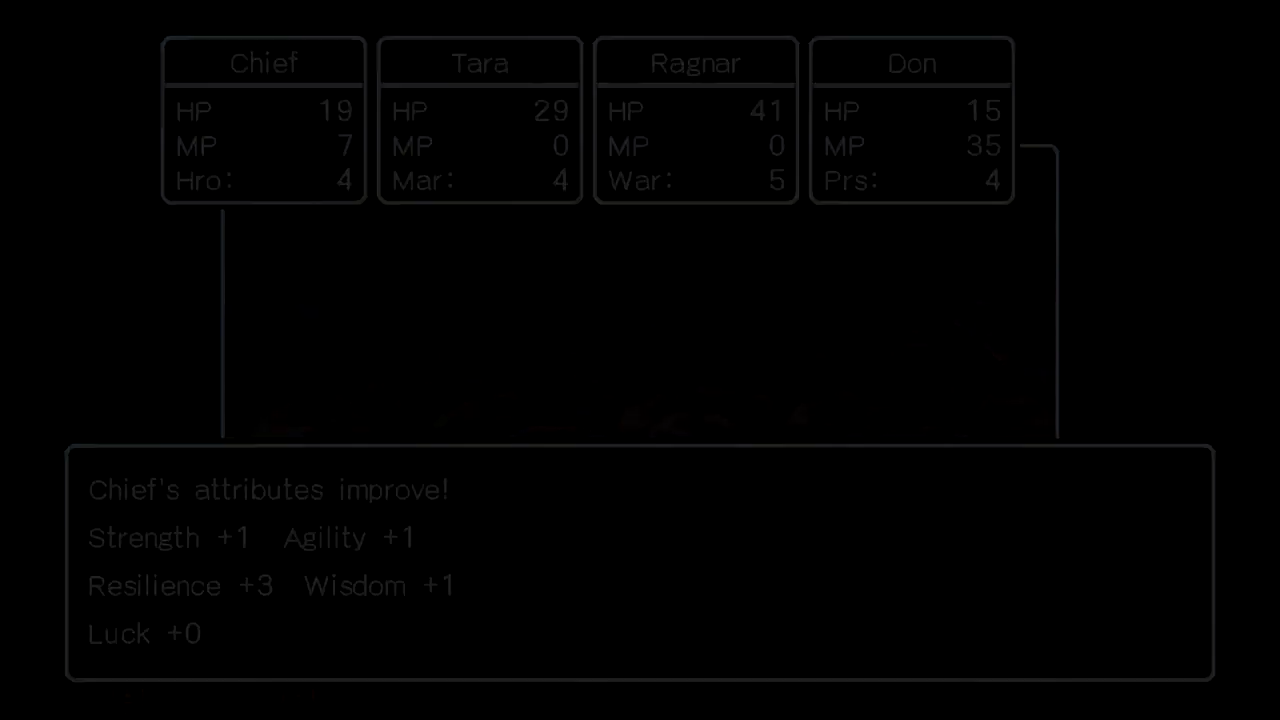 Chief Tara Ragnar Don
HP 19 HP 29 HP 41 HP 15
MP 7 MP 0 MP 0 MP 35
Hro: 4 Mar: 4 War: 5 Prs: 4
Chief's attributes improve!
Strength +1 Agility +1
Resilience +3 Wisdom +1
Luck +0